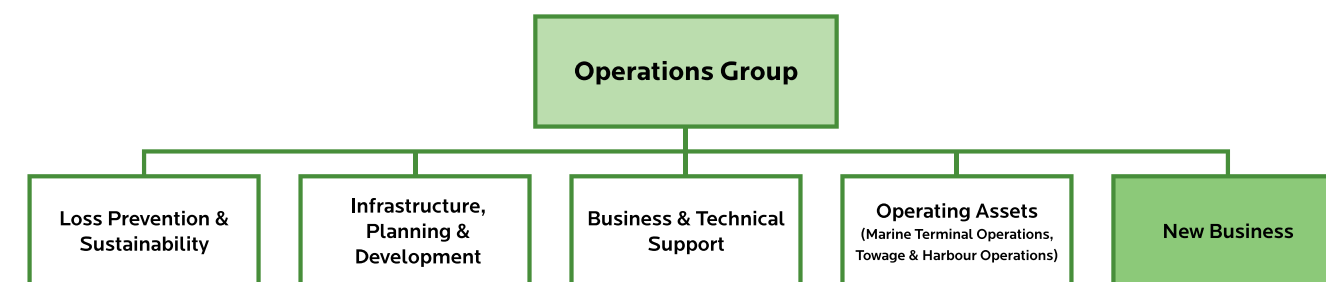 Operations Group
Loss Prevention &
Sustainability
Infrastructure,
Planning &
Development
Business & Technical
Support
Operating Assets
(Marine Terminal Operations,
Towage & Harbour Operations)
New Business